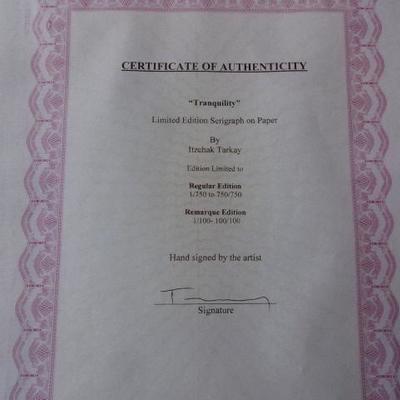 CERTIFICATE OF AUTHENTICITY
"Tranquility"
Limited Edition Serigraph on Paper
By
Itzchak Tarkay
Edition Limited to
Regular Edition
1/750 to 750/750
Remarque Edition
1/100- 100/100
Hand signed by the artist
Signature